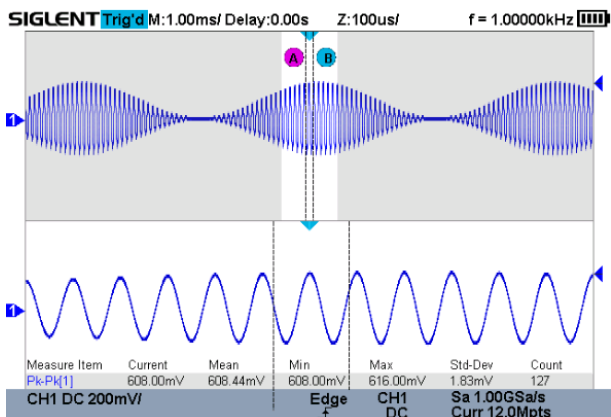 SIGLENT Trig'd M:1.00ms/ Delay:0.00s Z:100us/ f = 1.00000kHz
A B
1
1
Measure Item Current Mean Min Max Std-Dev Count
Pk-Pk[1] 608.00mV 608.44mV 608.00mV 616.00mV 1.83mV 127
CH1 DC 200mV/ Edge CH1 Sa 1.00GSa/s
DC Curr 12.0Mpts